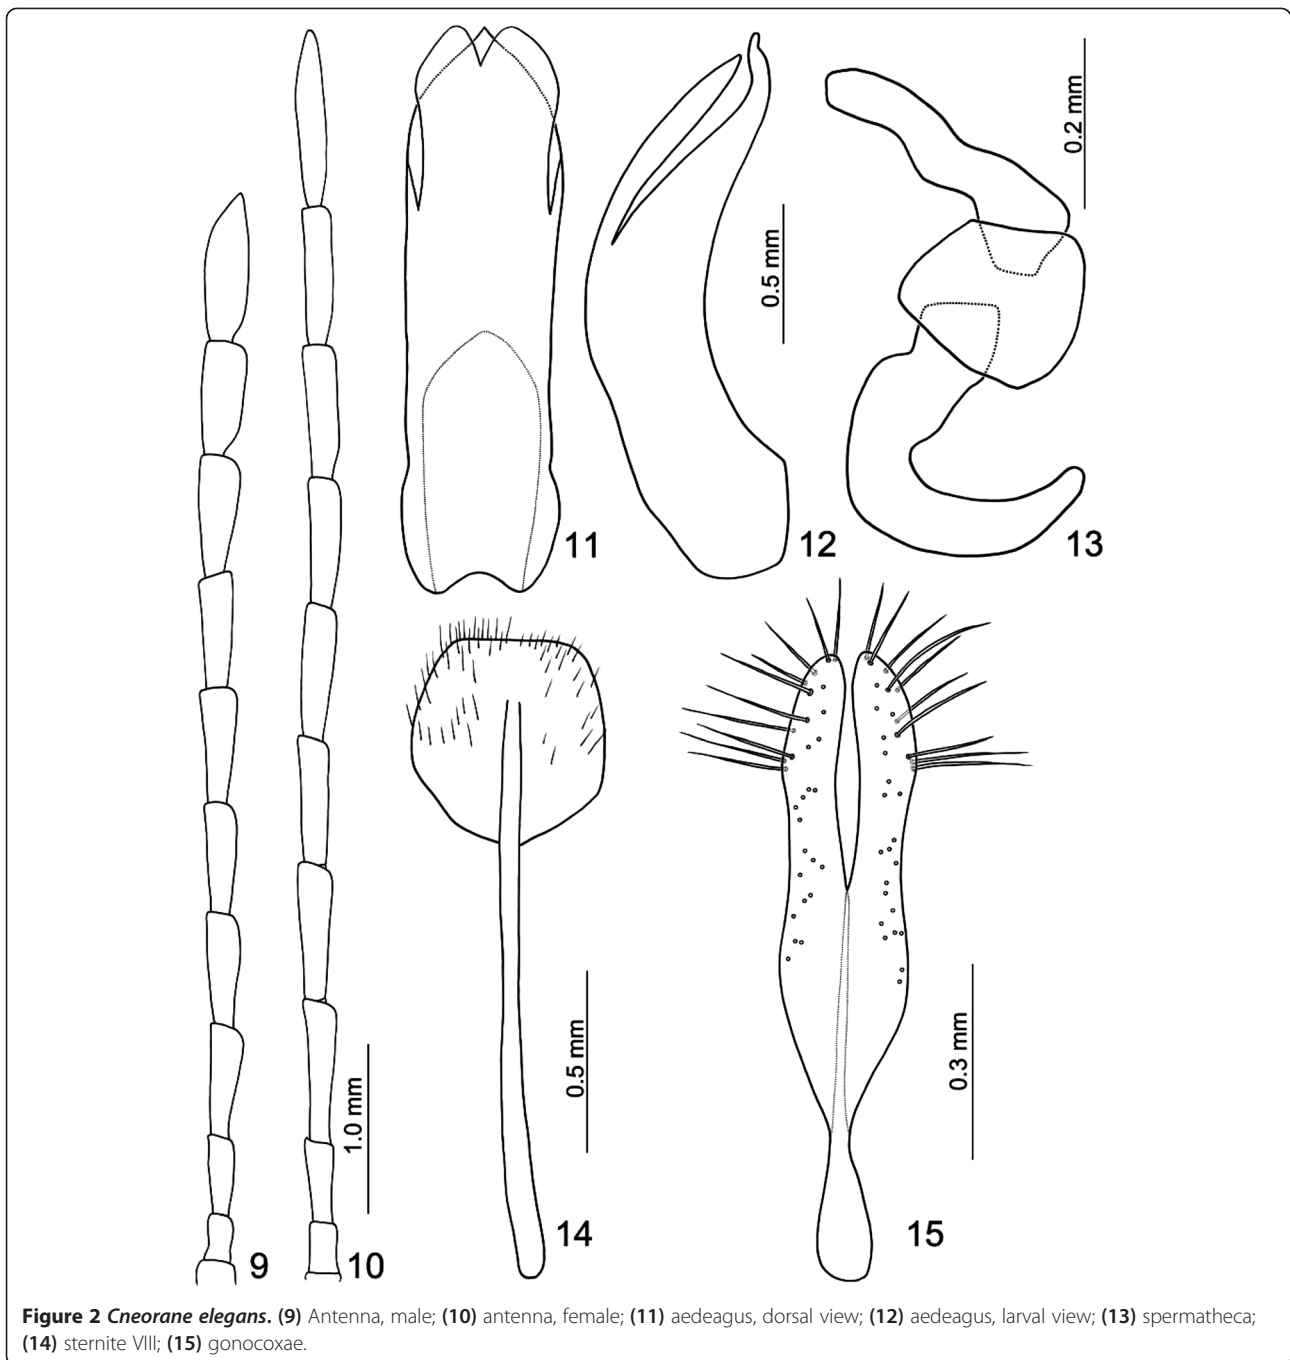 0.2 mm
0.5 mm
11
12
13
1.0 mm
0.5 mm
0.3 mm
9
10
14
15
Figure 2 Cneorane elegans. (9) Antenna, male; (10) antenna, female; (11) aedeagus, dorsal view; (12) aedeagus, larval view; (13) spermatheca;
(14) sternite VIII; (15) gonocoxae.